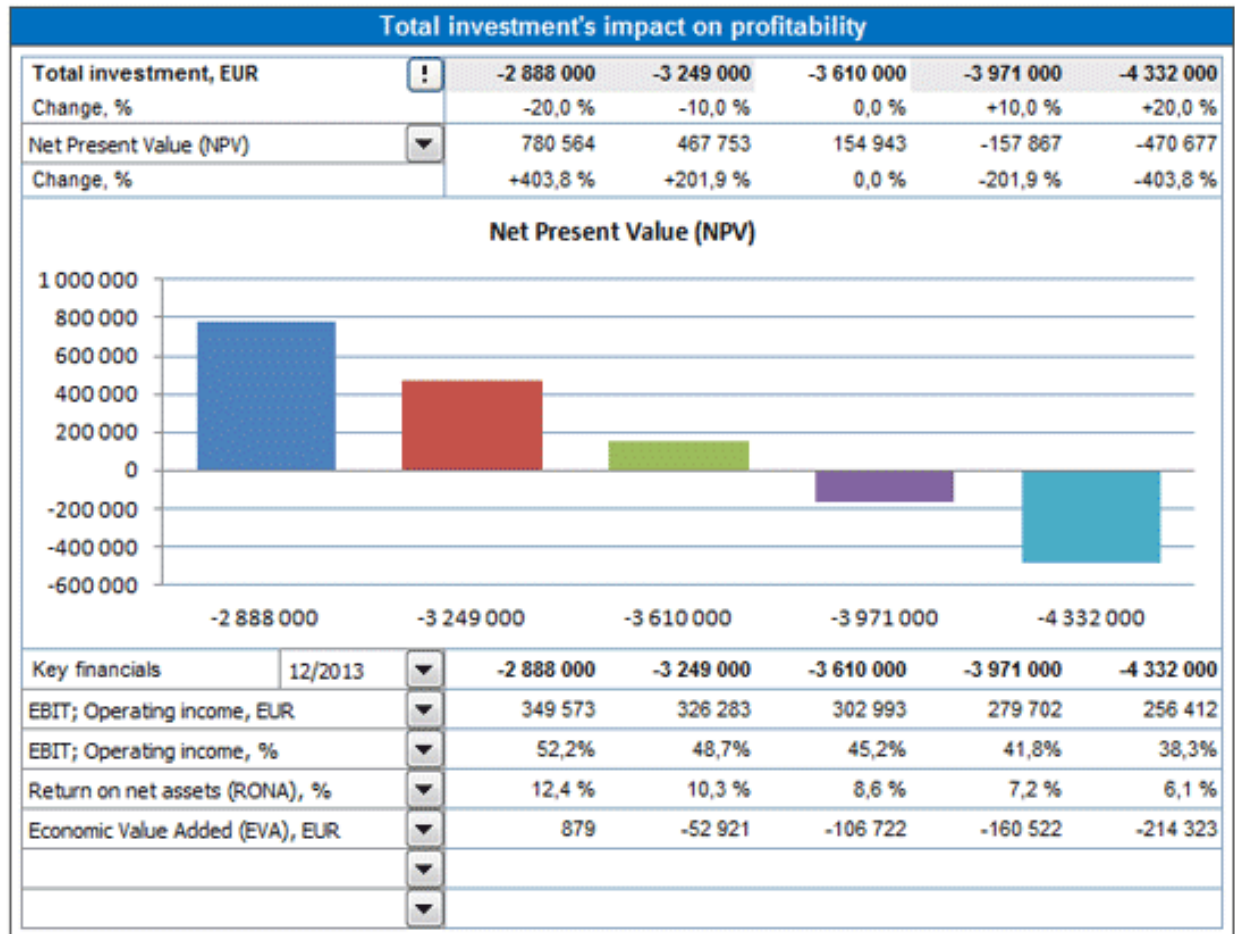 Total investment's impact on profitability
Total investment, EUR ! -2 888 000 -3 249 000 -3 610 000 -3 971 000 -4 332 000
Change, % -20,0 % -10,0 % 0,0 % +10,0 % +20,0 %
Net Present Value (NPV) 780 564 467 753 154 943 -157 867 -470 677
Change, % +403,8 % +201,9 % 0,0 % -201,9 % -403,8 %
Net Present Value (NPV)
1 000 000
800 000
600 000
400 000
200 000
0
-200 000
-400 000
-600 000
-2 888 000 -3 249 000 -3 610 000 -3 971 000 -4 332 000
Key financials 12/2013 -2 888 000 -3 249 000 -3 610 000 -3 971 000 -4 332 000
EBIT; Operating income, EUR 349 573 326 283 302 993 279 702 256 412
EBIT; Operating income, % 52,2% 48,7% 45,2% 41,8% 38,3%
Return on net assets (RONA), % 12,4 % 10,3 % 8,6 % 7,2 % 6,1 %
Economic Value Added (EVA), EUR 879 -52 921 -106 722 -160 522 -214 323